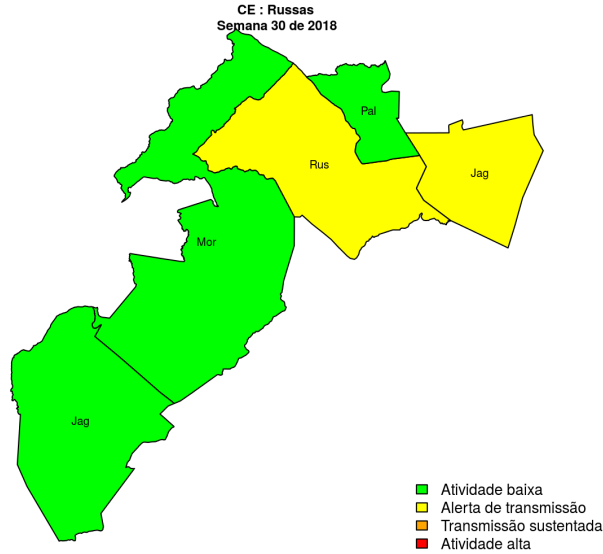 CE : Russas
Semana 30 de 2018
Pal
Rus
Jag
Mor
Jag
Atividade baixa
Alerta de transmissão
Transmissão sustentada
Atividade alta